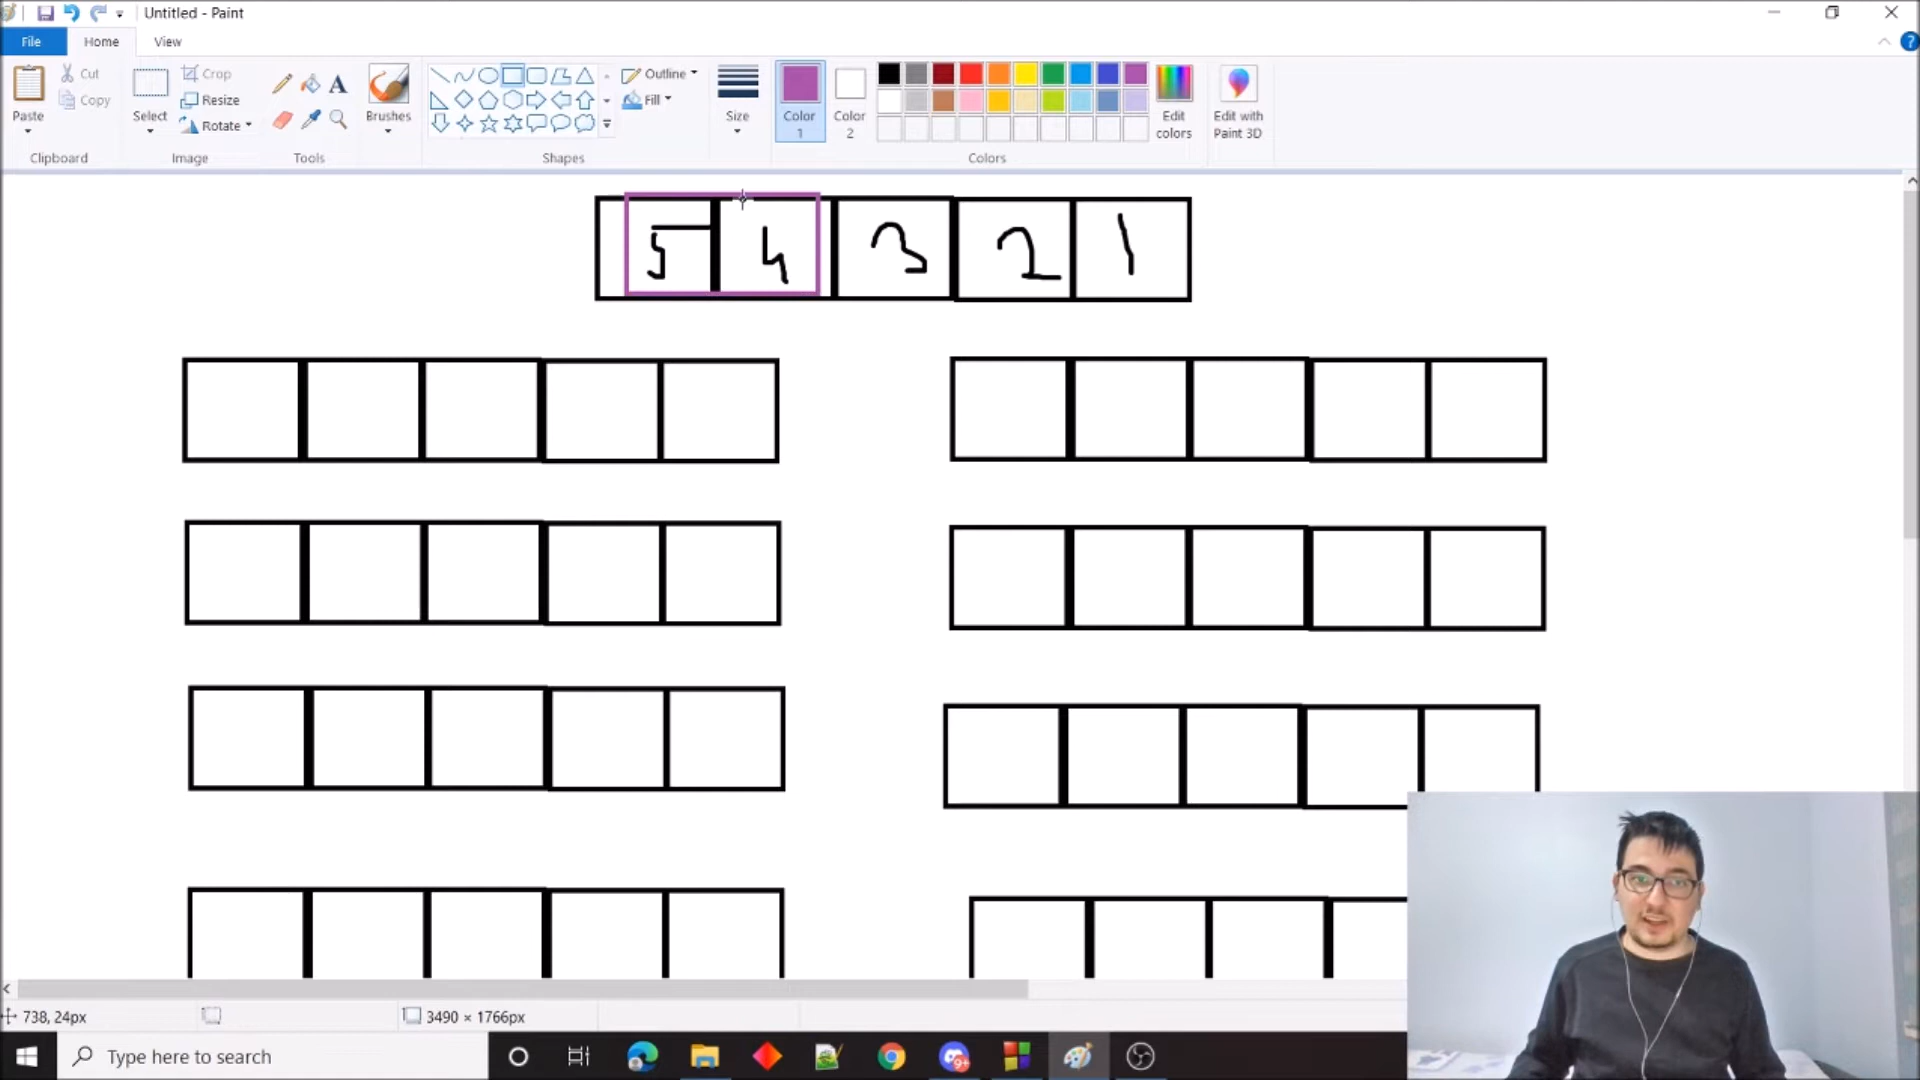 Untitled - Paint
File Home View
Paste
Cut
Copy
Clipboard
Select
Crop
Resize
Rotate
Image
Tools
Brushes
Shapes
Outline
Fill
Size
Color 1
Color 2
Edit colors
Colors
Edit with Paint 3D
5 4 3 2 1
738, 24px
3490 × 1766px
Type here to search
9+